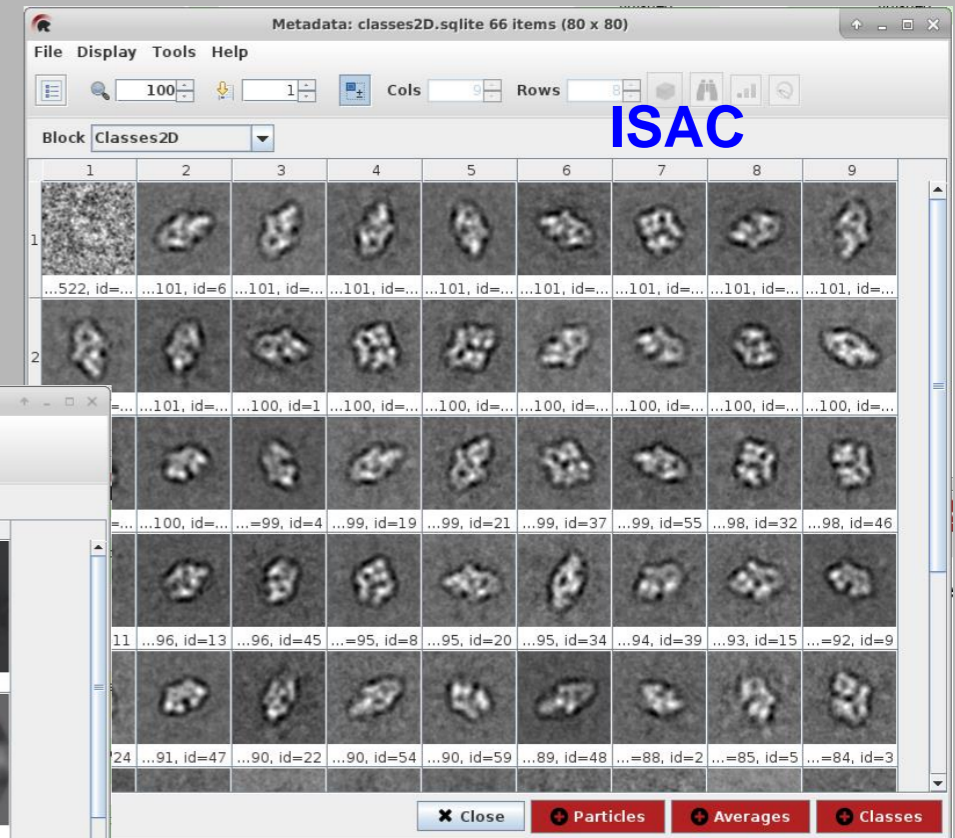 Metadata: classes2D.sqlite 66 items (80 x 80)
File Display Tools Help
100 1 Cols 9 Rows 8
ISAC
Block Classes2D
1 2 3 4 5 6 7 8 9
1
...522, id=... ...101, id=6 ...101, id=... ...101, id=... ...101, id=... ...101, id=... ...101, id=... ...101, id=... ...101, id=...
2
=... ...101, id=... ...100, id=1 ...100, id=... ...100, id=... ...100, id=... ...100, id=... ...100, id=... ...100, id=...
=... ...100, id=... ...=99, id=4 ...99, id=19 ...99, id=21 ...99, id=37 ...99, id=55 ...98, id=32 ...98, id=46
11 ...96, id=13 ...96, id=45 ...=95, id=8 ...95, id=20 ...95, id=34 ...94, id=39 ...93, id=15 ...=92, id=9
24 ...91, id=47 ...90, id=22 ...90, id=54 ...90, id=59 ...89, id=48 ...=88, id=2 ...=85, id=5 ...=84, id=3
Close Particles Averages Classes